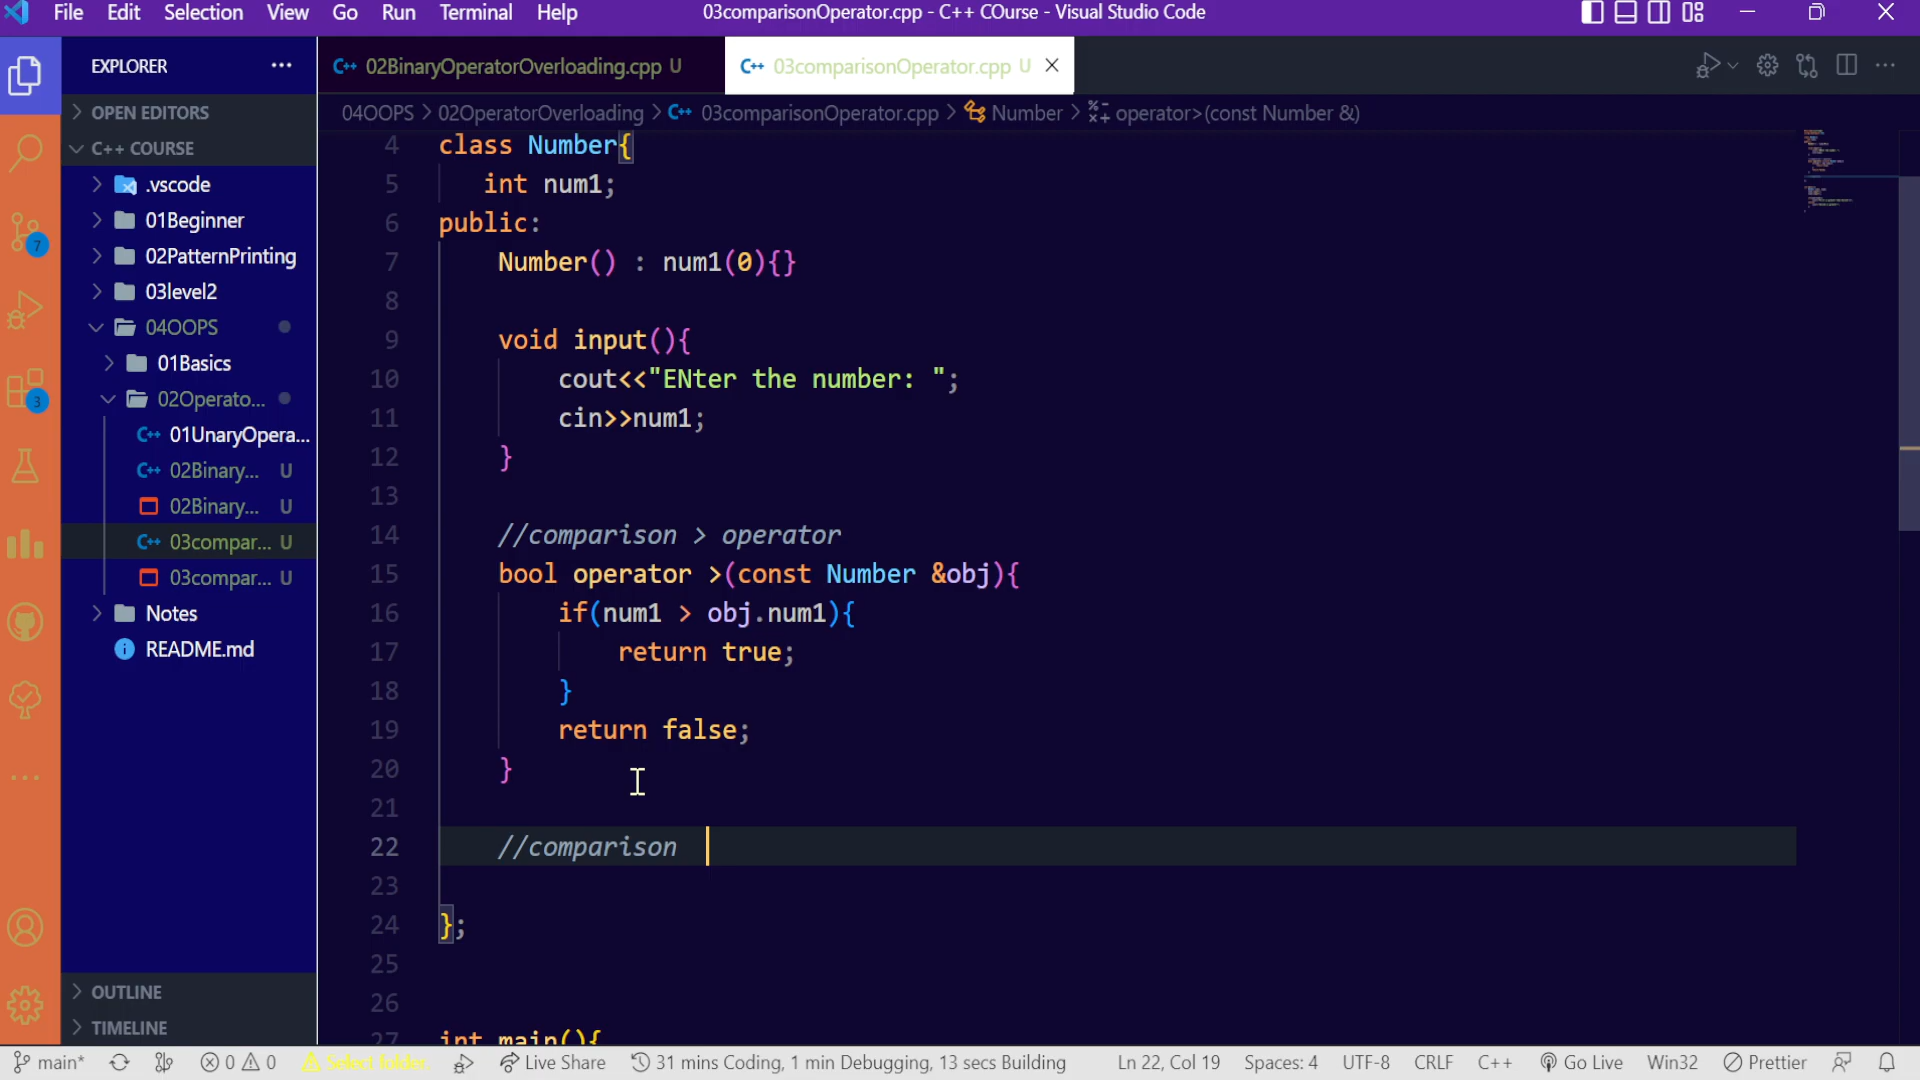 File Edit Selection View Go Run Terminal Help
03comparisonOperator.cpp - C++ COurse - Visual Studio Code
EXPLORER
OPEN EDITORS
C++ COURSE
.vscode
01Beginner
02PatternPrinting
03level2
04OOPS
01Basics
02Operato...
01UnaryOpera...
02Binary... U
02Binary... U
03compar... U
03compar... U
Notes
README.md
OUTLINE
TIMELINE
7
3
C++ 02BinaryOperatorOverloading.cpp U
C++ 03comparisonOperator.cpp U
04OOPS > 02OperatorOverloading > C++ 03comparisonOperator.cpp > Number > operator>(const Number &)
4 class Number{
5 int num1;
6 public:
7 Number() : num1(0){}
8
9 void input(){
10 cout<<"ENter the number: ";
11 cin>>num1;
12 }
13
14 //comparison > operator
15 bool operator >(const Number &obj){
16 if(num1 > obj.num1){
17 return true;
18 }
19 return false;
20 }
21
22 //comparison
23
24 };
25
26
27 int main(){
main* 0 0 Select folder. Live Share 31 mins Coding, 1 min Debugging, 13 secs Building Ln 22, Col 19 Spaces: 4 UTF-8 CRLF C++ Go Live Win32 Prettier